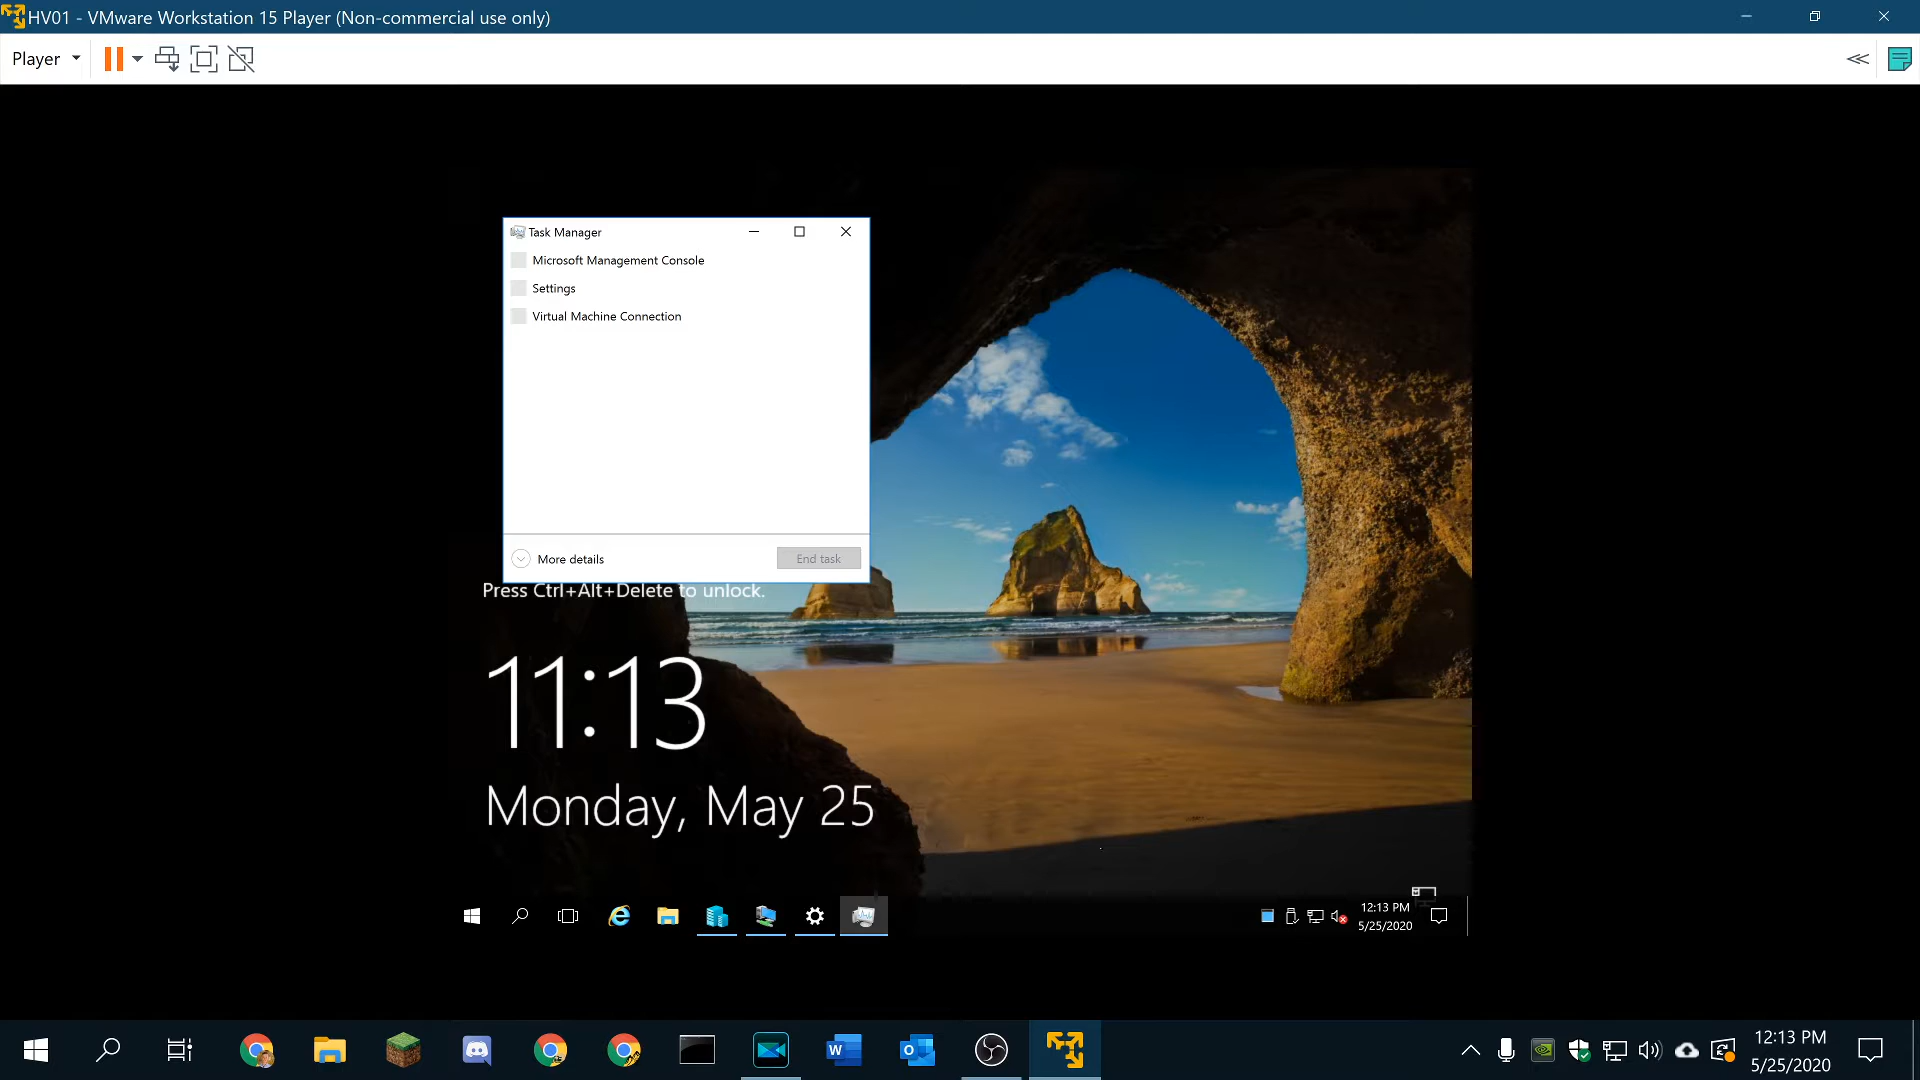 HV01 - VMware Workstation 15 Player (Non-commercial use only)
Player
Task Manager
Microsoft Management Console
Settings
Virtual Machine Connection
More details
End task
Press Ctrl+Alt+Delete to unlock.
11:13
Monday, May 25
12:13 PM
5/25/2020
12:13 PM
5/25/2020